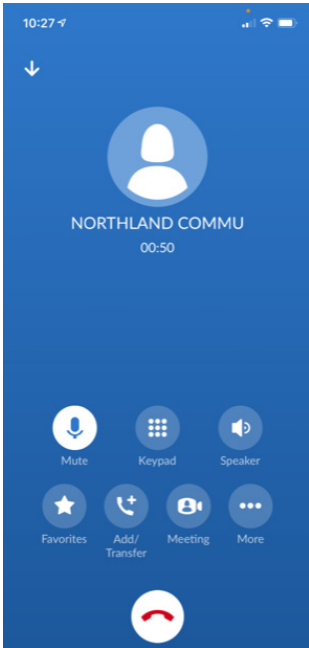 10:27
NORTHLAND COMMU
00:50
Mute Keypad Speaker
Favorites Add/ Meeting More
Transfer